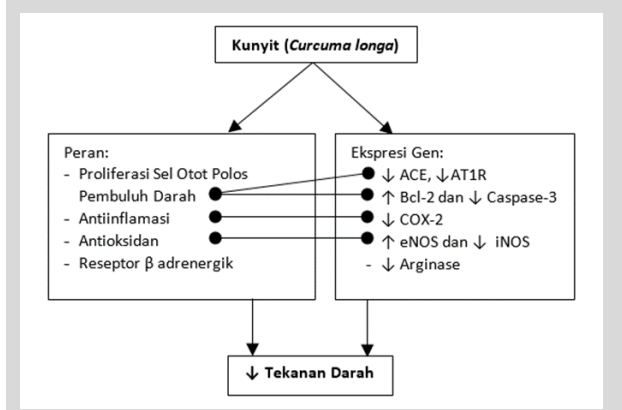 Kunyit (Curcuma longa)
Peran:
- Proliferasi Sel Otot Polos
Pembuluh Darah
- Antiinflamasi
- Antioksidan
- Reseptor β adrenergik
Ekspresi Gen:
↓ ACE, ↓AT1R
↑ Bcl-2 dan ↓ Caspase-3
↓ COX-2
↑ eNOS dan ↓ iNOS
- ↓ Arginase
↓ Tekanan Darah